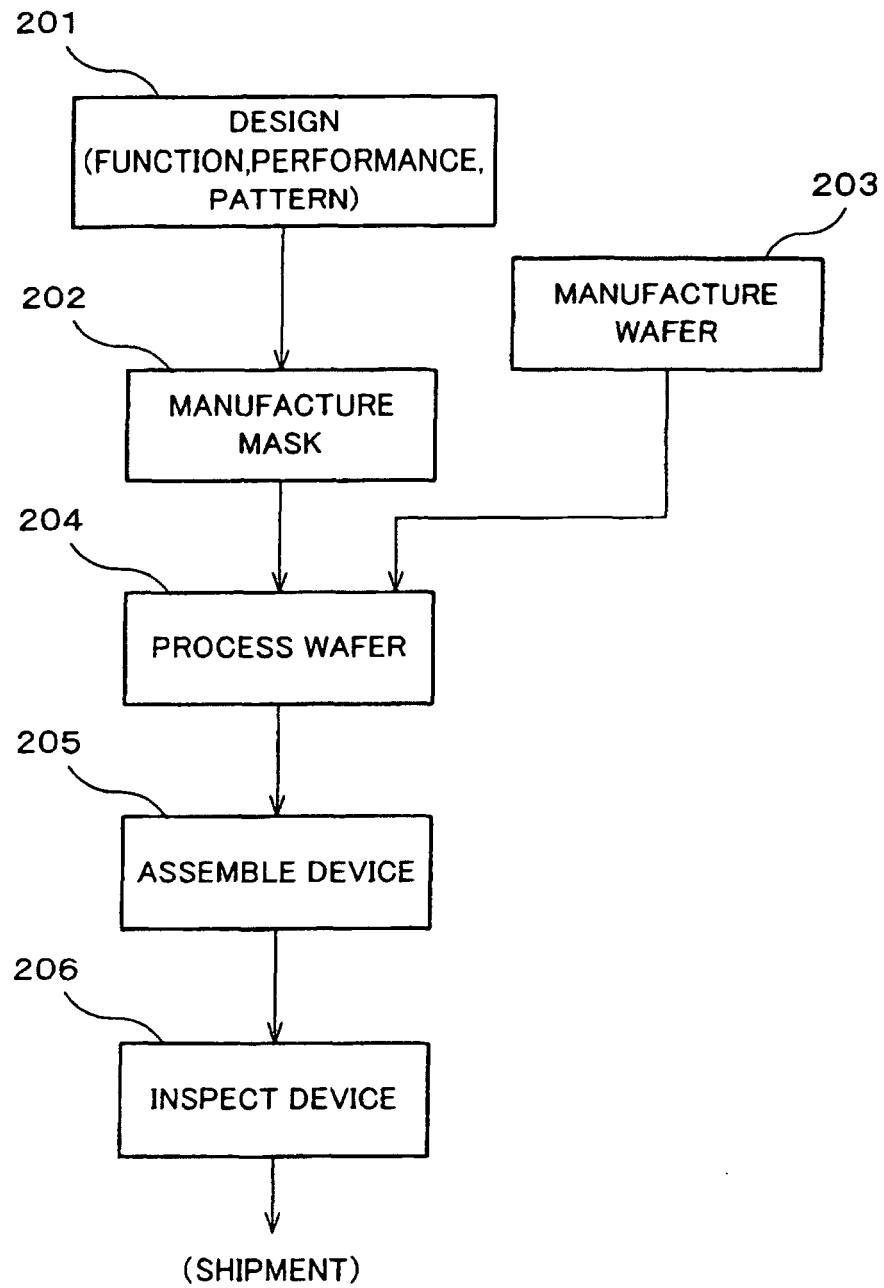 201
DESIGN
(FUNCTION,PERFORMANCE,
PATTERN)
203
MANUFACTURE
WAFER
202
MANUFACTURE
MASK
204
PROCESS WAFER
205
ASSEMBLE DEVICE
206
INSPECT DEVICE
(SHIPMENT)